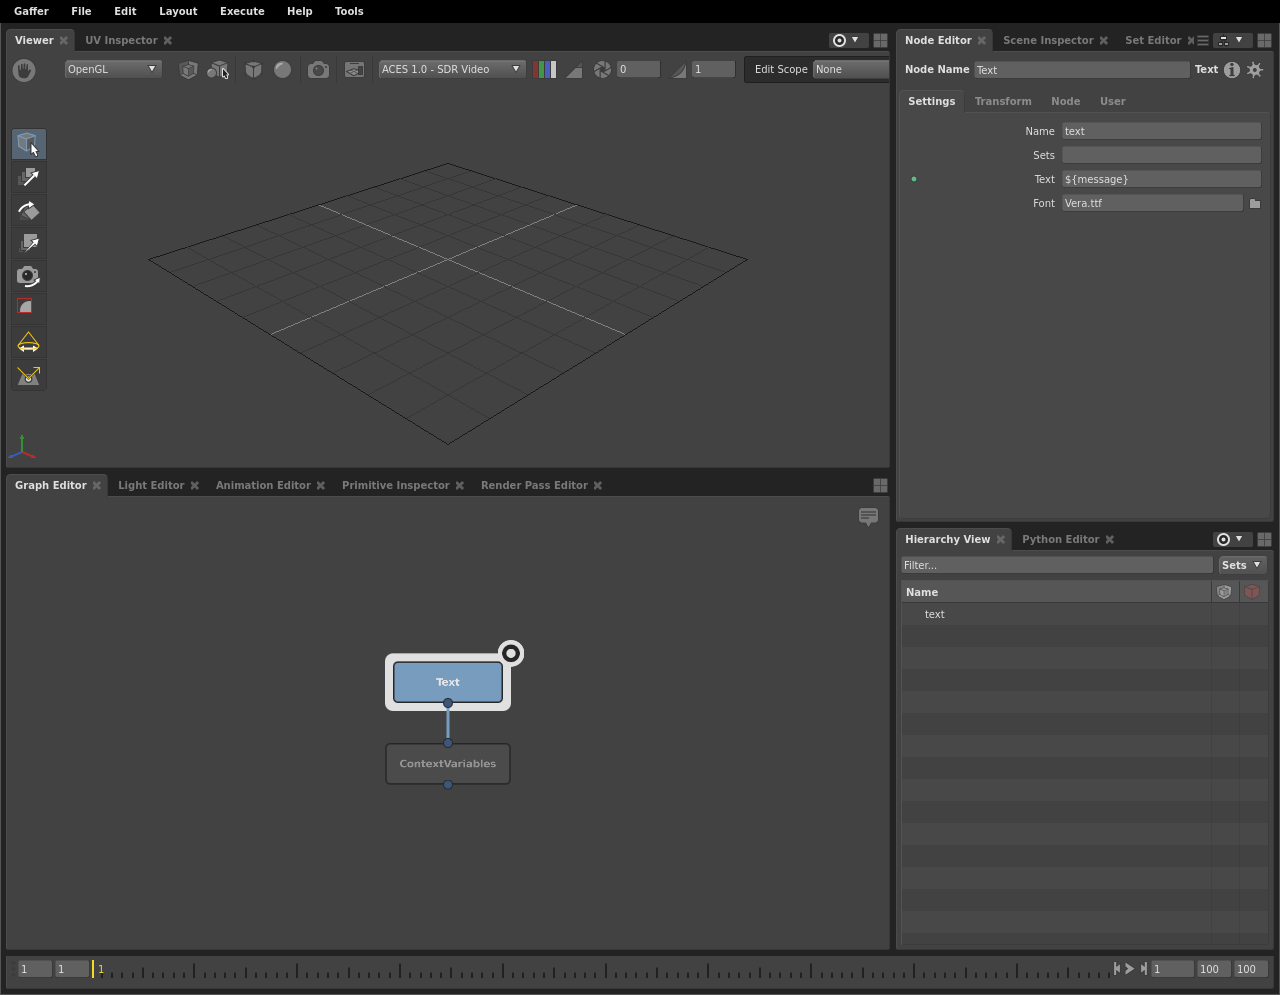 Gaffer File Edit Layout Execute Help Tools
Viewer UV Inspector
OpenGL ACES 1.0 - SDR Video 0 1 Edit Scope None
Node Editor Scene Inspector Set Editor
Node Name Text Text
Settings Transform Node User
Name text
Sets
Text ${message}
Font Vera.ttf
Graph Editor Light Editor Animation Editor Primitive Inspector Render Pass Editor
Text
ContextVariables
Hierarchy View Python Editor
Filter... Sets
Name
text
1 1 1 1 100 100